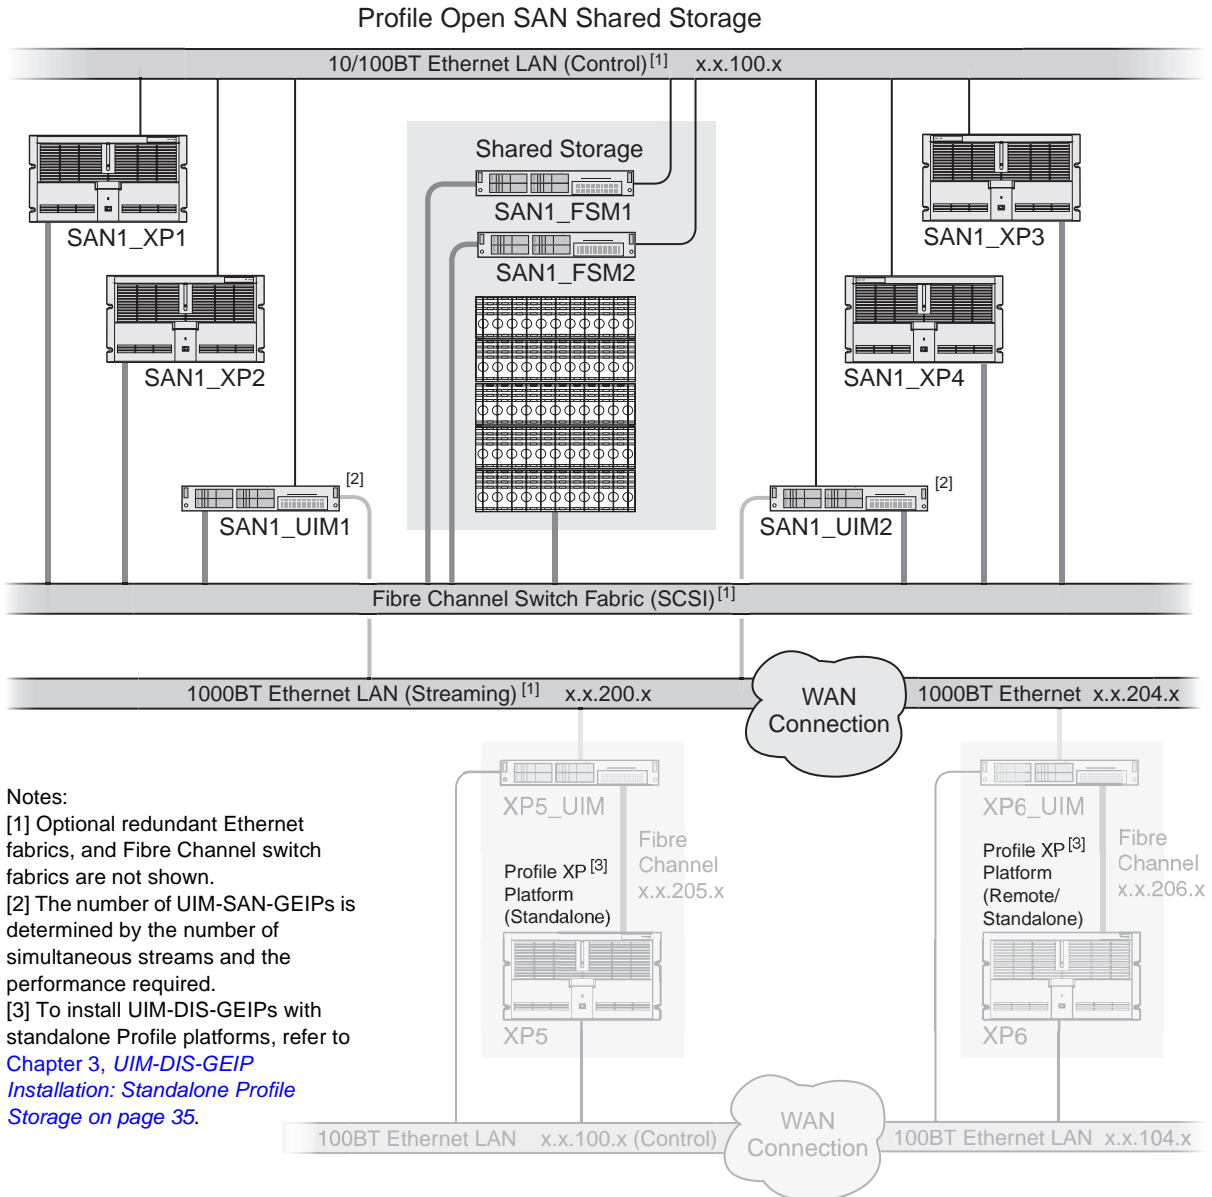 Profile Open SAN Shared Storage
10/100BT Ethernet LAN (Control) [1] x.x.100.x
Shared Storage
SAN1_FSM1
SAN1_XP1
SAN1_XP3
SAN1_FSM2
SAN1_XP2
SAN1_XP4
[2]
[2]
SAN1_UIM1
SAN1_UIM2
Fibre Channel Switch Fabric (SCSI) [1]
1000BT Ethernet LAN (Streaming) [1] x.x.200.x
WAN
Connection
1000BT Ethernet x.x.204.x
XP5_UIM
Fibre
Channel
x.x.205.x
Profile XP [3]
Platform
(Standalone)
XP5
XP6_UIM
Fibre
Channel
x.x.206.x
Profile XP [3]
Platform
(Remote/
Standalone)
XP6
Notes:
[1] Optional redundant Ethernet
fabrics, and Fibre Channel switch
fabrics are not shown.
[2] The number of UIM-SAN-GEIPs is
determined by the number of
simultaneous streams and the
performance required.
[3] To install UIM-DIS-GEIPs with
standalone Profile platforms, refer to
Chapter 3, UIM-DIS-GEIP
Installation: Standalone Profile
Storage on page 35.
100BT Ethernet LAN x.x.100.x (Control)
WAN
Connection
100BT Ethernet LAN x.x.104.x